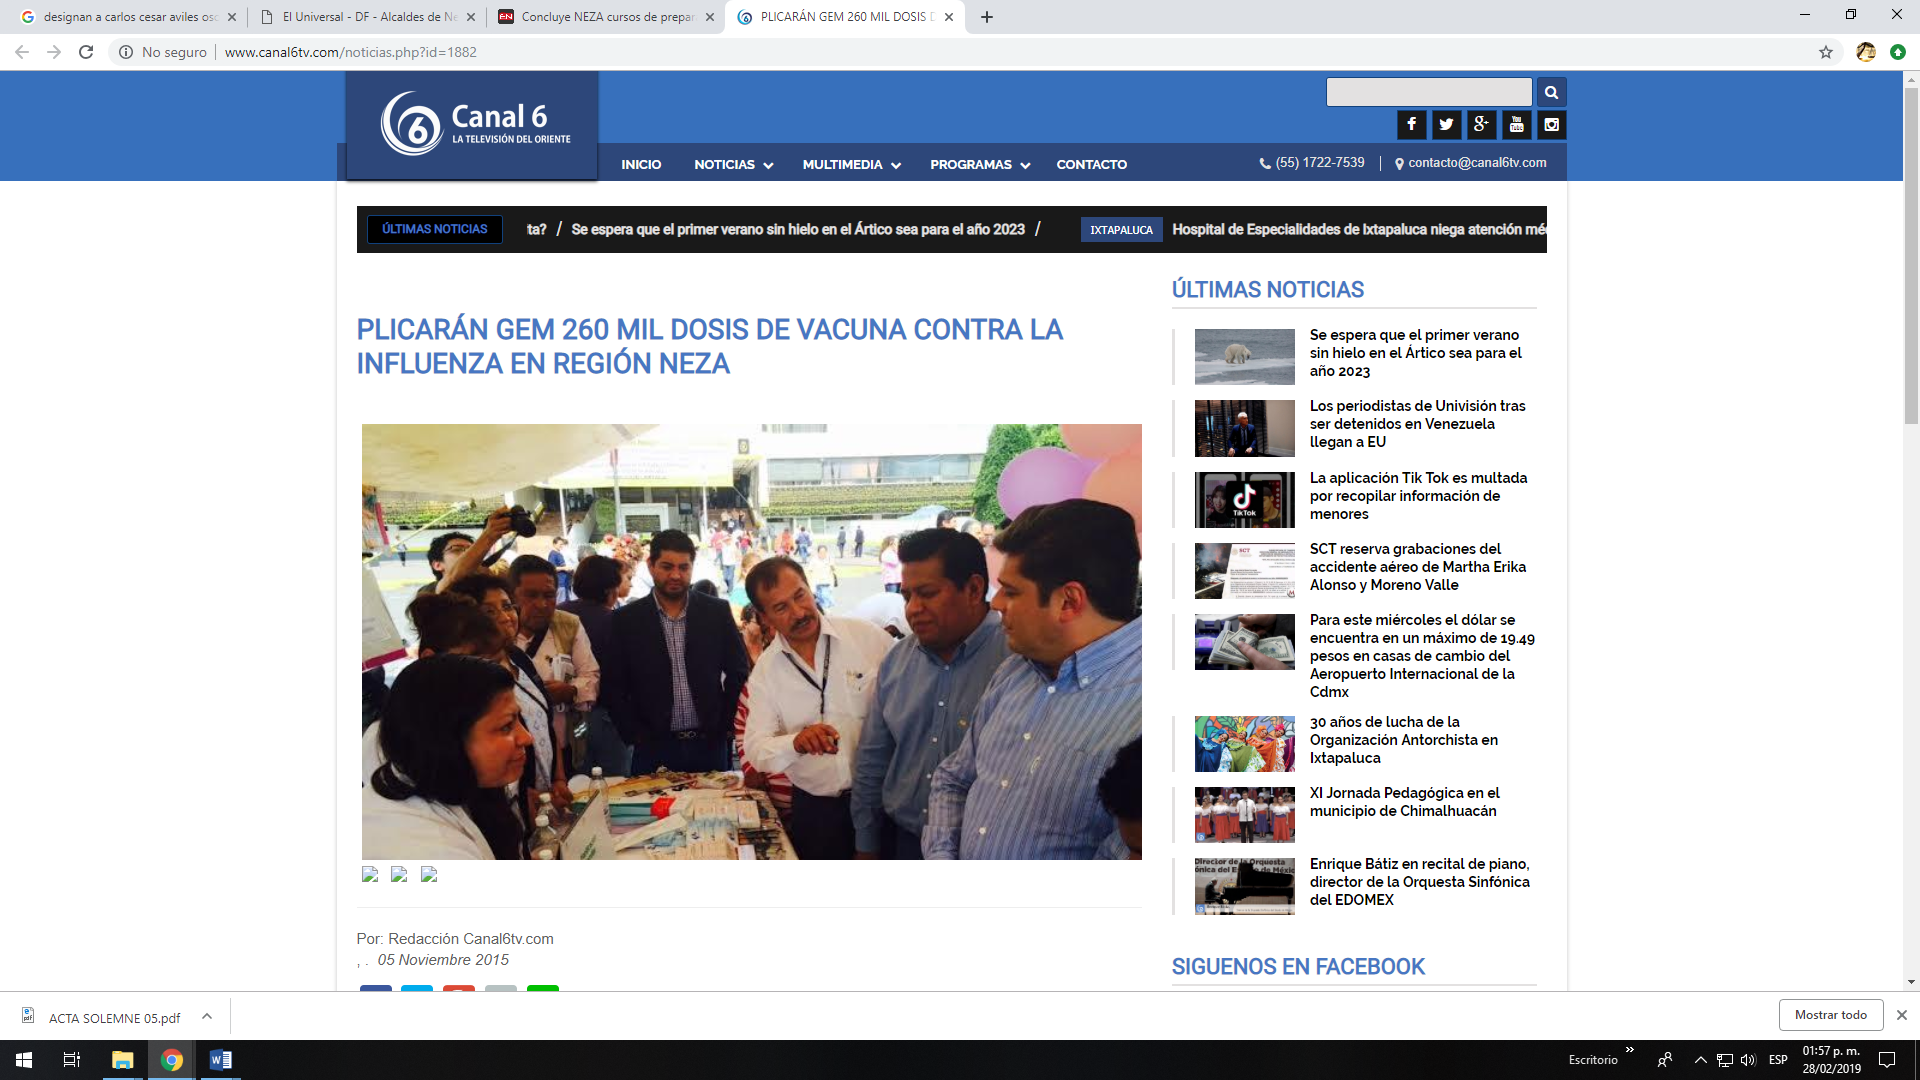 designan a carlos cesar aviles oso
El Universal - DF - Alcaldes de Ne
Concluye NEZA cursos de prepar
PLICARÁN GEM 260 MIL DOSIS D
No seguro
www.canal6tv.com/noticias.php?id=1882
6 Canal 6
LA TELEVISIÓN DEL ORIENTE
INICIO NOTICIAS MULTIMEDIA PROGRAMAS CONTACTO
(55) 1722-7539 | contacto@canal6tv.com
ÚLTIMAS NOTICIAS
ita? / Se espera que el primer verano sin hielo en el Ártico sea para el año 2023 /
IXTAPALUCA
Hospital de Especialidades de Ixtapaluca niega atención mé
PLICARÁN GEM 260 MIL DOSIS DE VACUNA CONTRA LA
INFLUENZA EN REGIÓN NEZA
Por: Redacción Canal6tv.com
, . 05 Noviembre 2015
ÚLTIMAS NOTICIAS
Se espera que el primer verano
sin hielo en el Ártico sea para el
año 2023
Los periodistas de Univisión tras
ser detenidos en Venezuela
llegan a EU
TikTok
La aplicación Tik Tok es multada
por recopilar información de
menores
SCT
SCT reserva grabaciones del
accidente aéreo de Martha Erika
Alonso y Moreno Valle
Para este miércoles el dólar se
encuentra en un máximo de 19.49
pesos en casas de cambio del
Aeropuerto Internacional de la
Cdmx
30 años de lucha de la
Organización Antorchista en
Ixtapaluca
XI Jornada Pedagógica en el
municipio de Chimalhuacán
Director de la Orquesta
Enrique Bátiz en recital de piano,
director de la Orquesta Sinfónica
del EDOMEX
SIGUENOS EN FACEBOOK
ACTA SOLEMNE 05.pdf
Mostrar todo
Escritorio
ESP
01:57 p. m.
28/02/2019